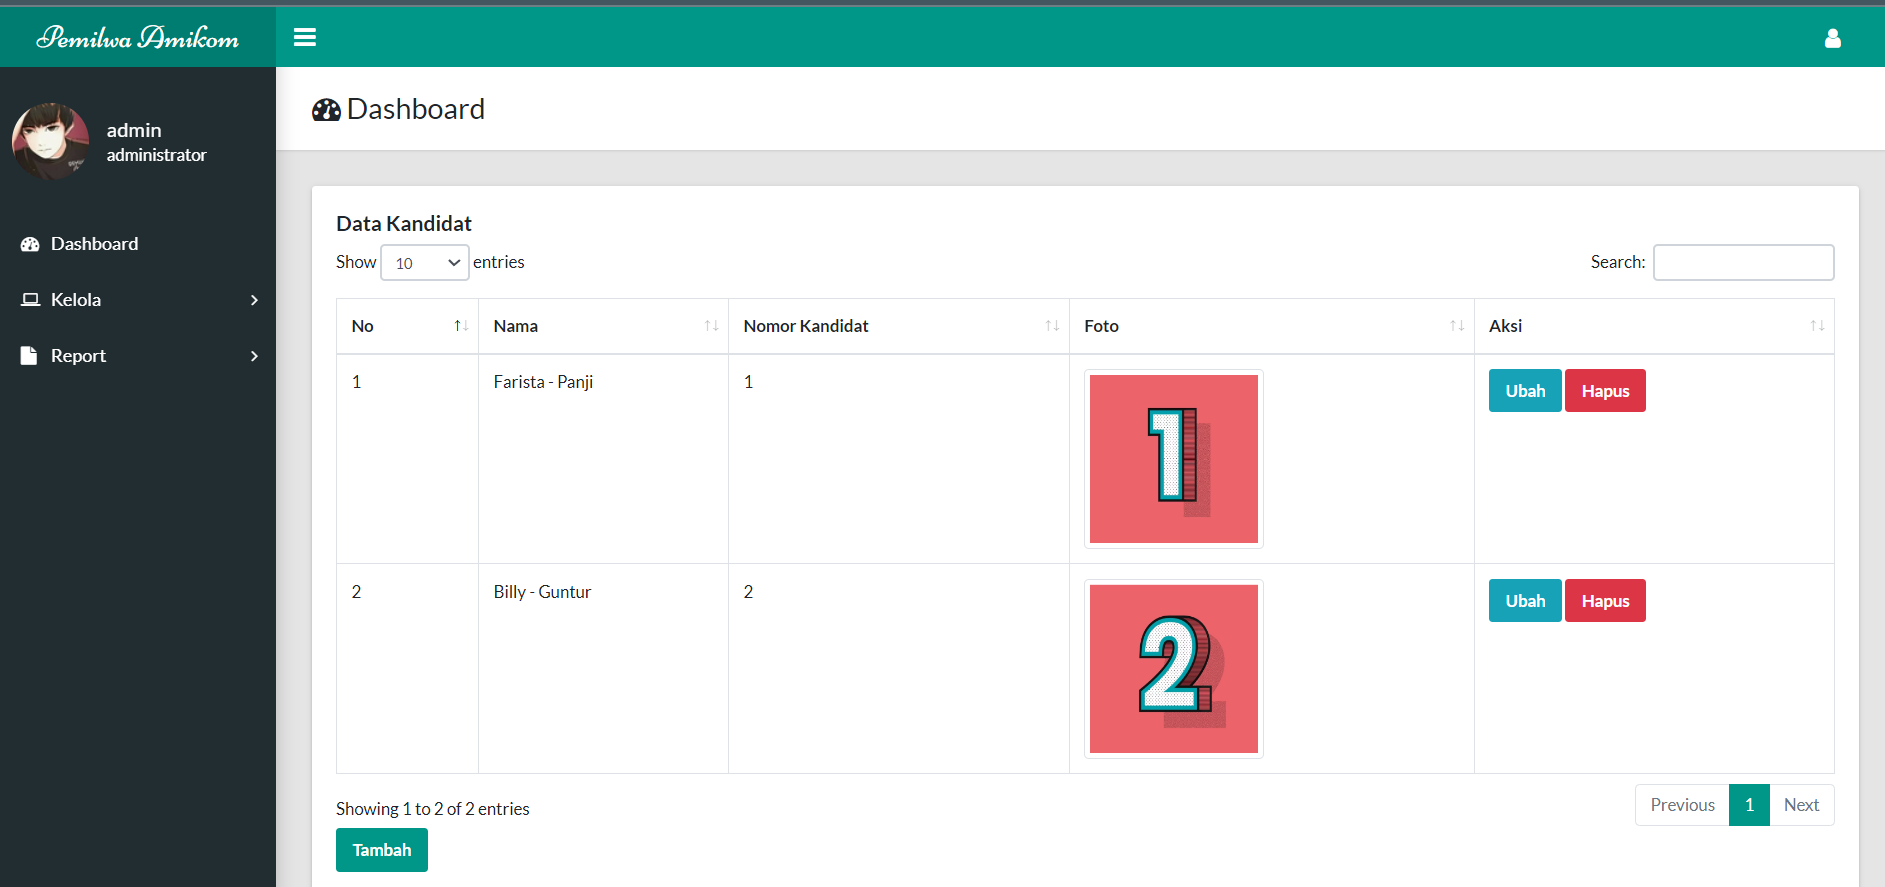 Pemilwa Amikom
admin
administrator
Dashboard
Kelola
Report
Dashboard
Data Kandidat
Show 10 entries
Search:
No Nama Nomor Kandidat Foto Aksi
1 Farista - Panji 1 1 Ubah Hapus
2 Billy - Guntur 2 2 Ubah Hapus
Showing 1 to 2 of 2 entries
Previous 1 Next
Tambah